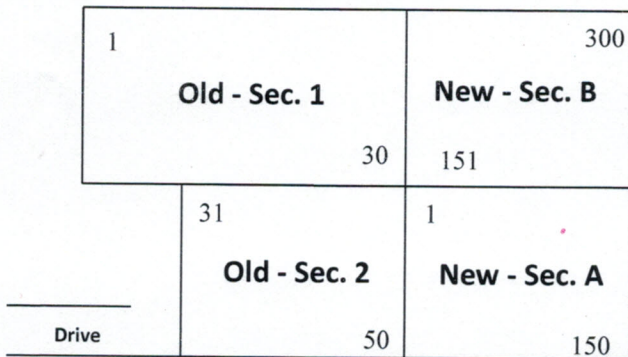 1
300
Old - Sec. 1
New - Sec. B
30
151
31
1
Old - Sec. 2
New - Sec. A
Drive
50
150